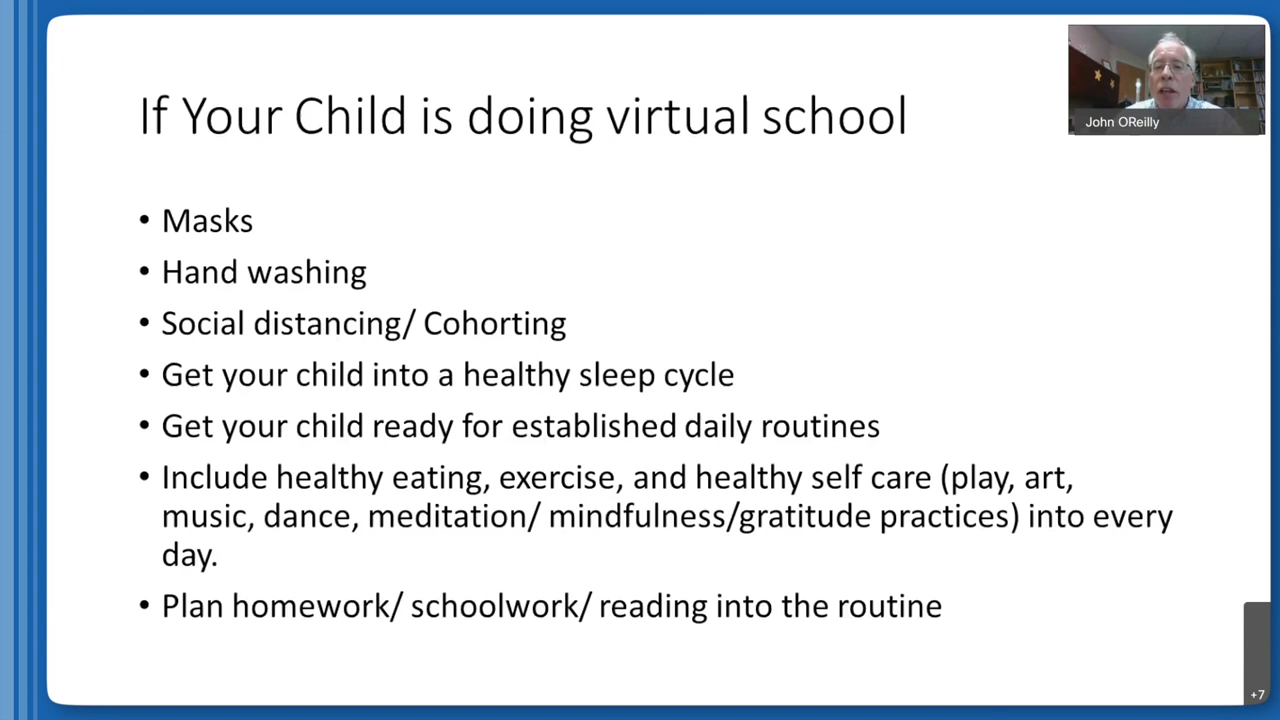 If Your Child is doing virtual school
John OReilly
• Masks
• Hand washing
• Social distancing/ Cohorting
• Get your child into a healthy sleep cycle
• Get your child ready for established daily routines
• Include healthy eating, exercise, and healthy self care (play, art,
music, dance, meditation/ mindfulness/gratitude practices) into every
day.
• Plan homework/ schoolwork/ reading into the routine
+7